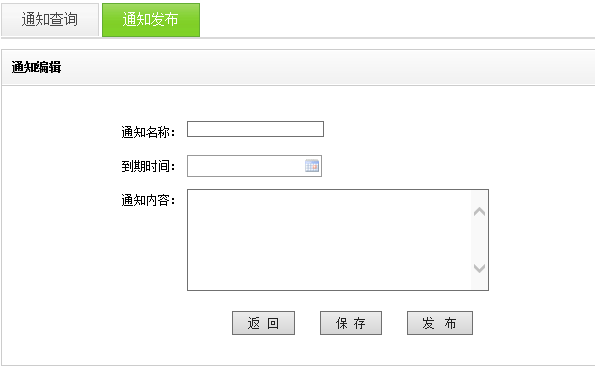 通知查询 通知发布
通知编辑
通知名称：
到期时间：
通知内容：
返 回 保 存 发 布